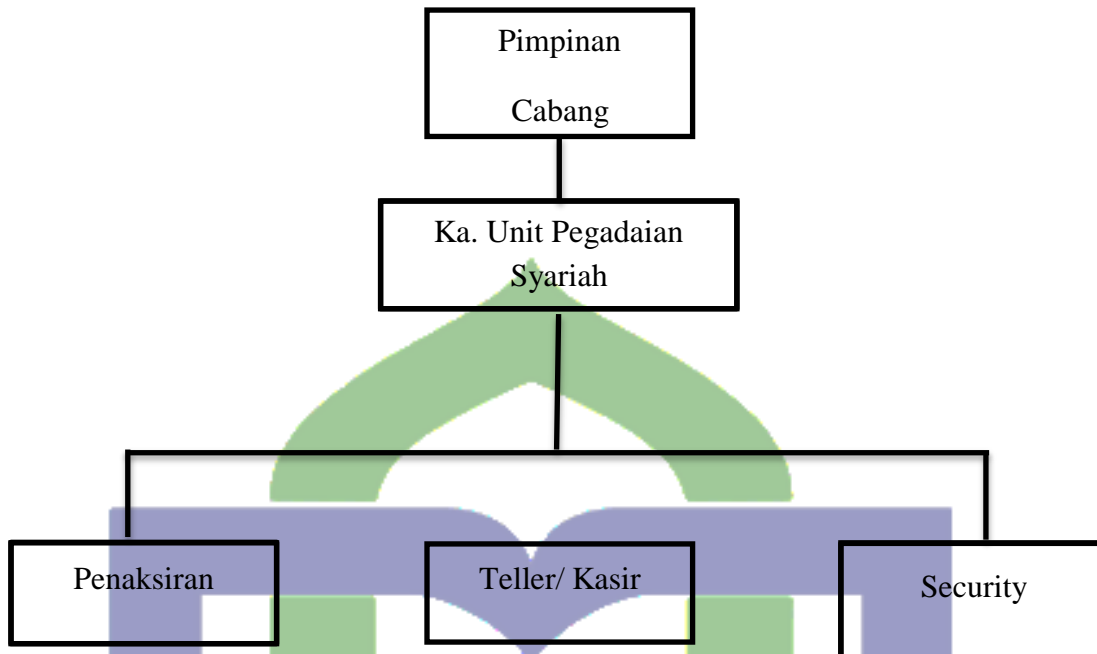 Pimpinan
Cabang
Ka. Unit Pegadaian
Syariah
Penaksiran
Teller/ Kasir
Security